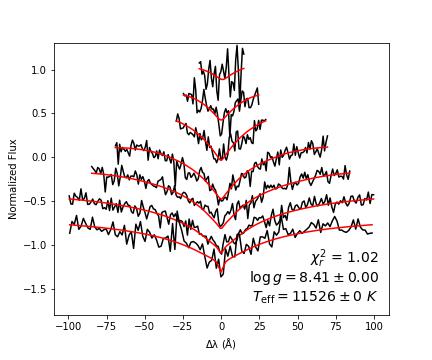 1.0
0.5
0.0
−0.5
−1.0
−1.5
Normalized Flux
χ²ᵣ = 1.02
log g = 8.41 ± 0.00
T_eff = 11526 ± 0 K
−100 −75 −50 −25 0 25 50 75 100
Δλ (Å)